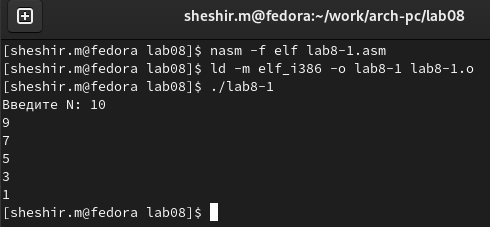 sheshir.m@fedora:~/work/arch-pc/lab08
[sheshir.m@fedora lab08]$ nasm -f elf lab8-1.asm
[sheshir.m@fedora lab08]$ ld -m elf_i386 -o lab8-1 lab8-1.o
[sheshir.m@fedora lab08]$ ./lab8-1
Введите N: 10
9
7
5
3
1
[sheshir.m@fedora lab08]$